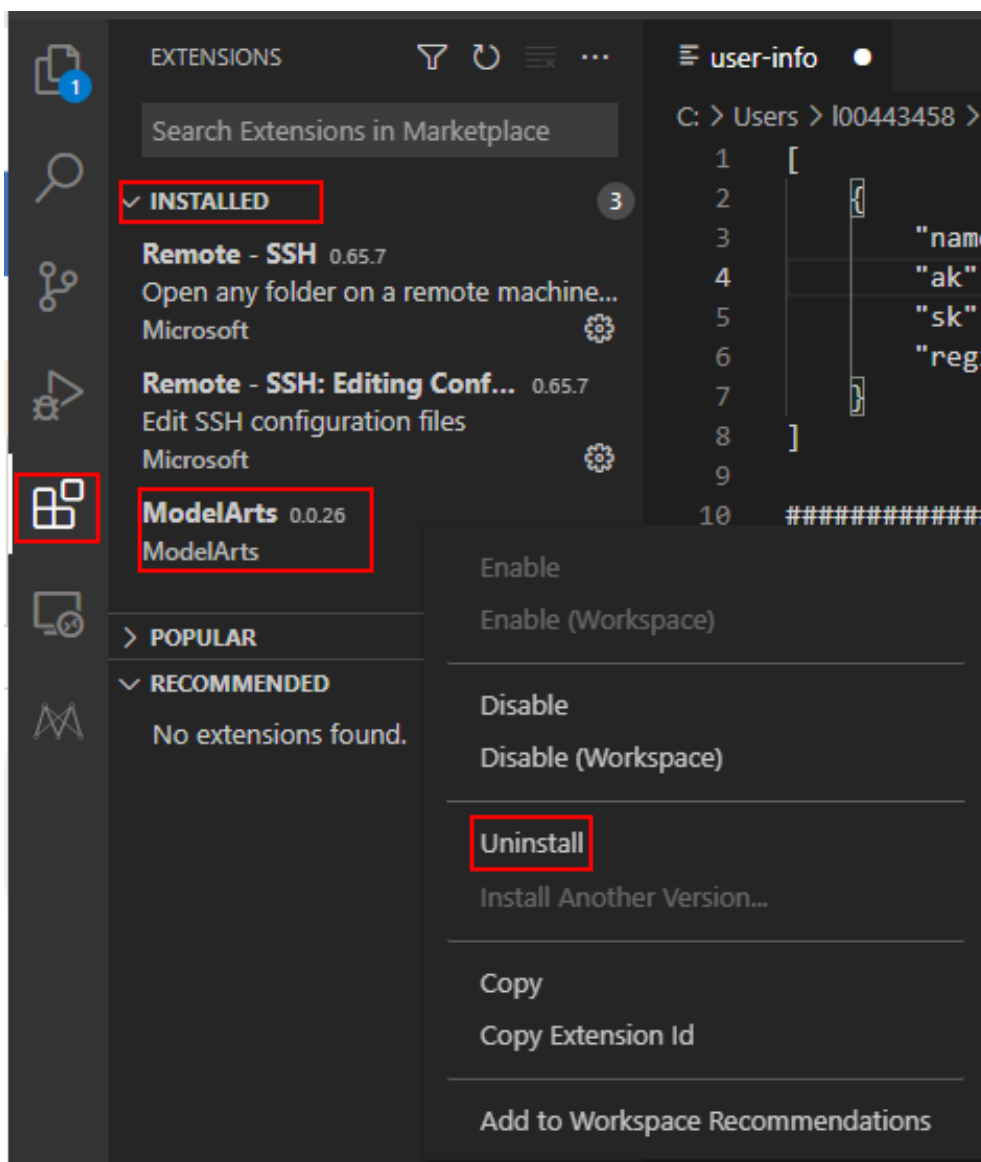 EXTENSIONS
Search Extensions in Marketplace
INSTALLED
3
Remote - SSH 0.65.7
Open any folder on a remote machine...
Microsoft
Remote - SSH: Editing Conf... 0.65.7
Edit SSH configuration files
Microsoft
ModelArts 0.0.26
ModelArts
POPULAR
RECOMMENDED
No extensions found.
1
user-info
C: > Users > l00443458 >
1 [
2 {
3 "nam
4 "ak"
5 "sk"
6 "reg
7 }
8 ]
9
10 ############
Enable
Enable (Workspace)
Disable
Disable (Workspace)
Uninstall
Install Another Version...
Copy
Copy Extension Id
Add to Workspace Recommendations